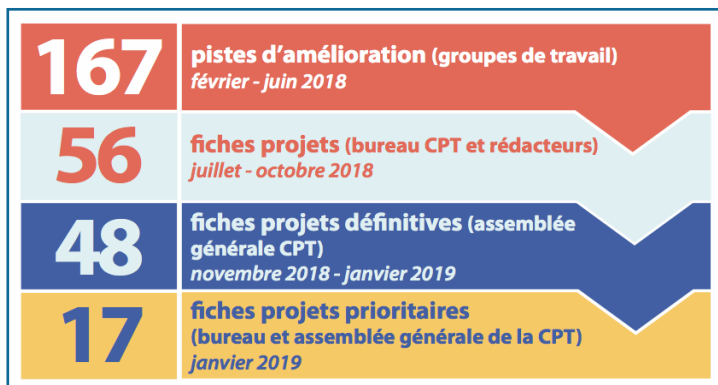 167
pistes d'amélioration (groupes de travail)
février - juin 2018
56
fiches projets (bureau CPT et rédacteurs)
juillet - octobre 2018
48
fiches projets définitives (assemblée
générale CPT)
novembre 2018 - janvier 2019
17
fiches projets prioritaires
(bureau et assemblée générale de la CPT)
janvier 2019